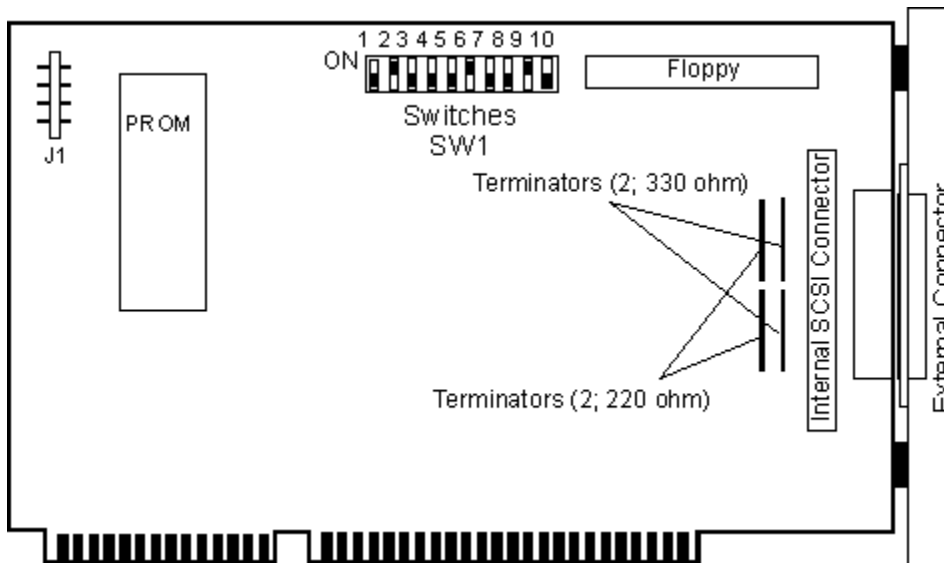 1 2 3 4 5 6 7 8 9 10
ON
Floppy
Switches
SW1
PROM
J1
Terminators (2; 330 ohm)
Terminators (2; 220 ohm)
Internal SCSI Connector
External Connector